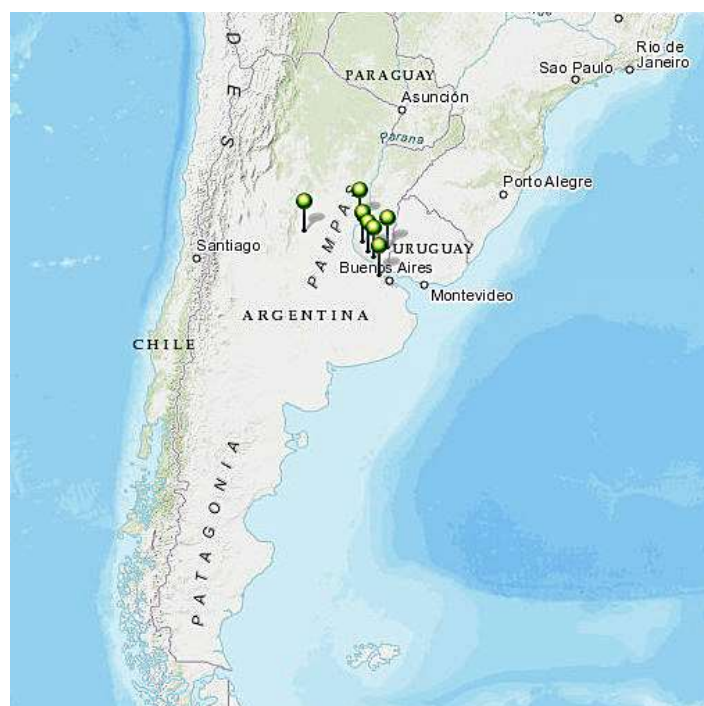 D E S
PARAGUAY
Asunción
Parana
Sao Paulo
Rio de
Janeiro
Porto Alegre
PAMPAS
Santiago
URUGUAY
Buenos Aires
Montevideo
ARGENTINA
CHILE
PATAGONIA